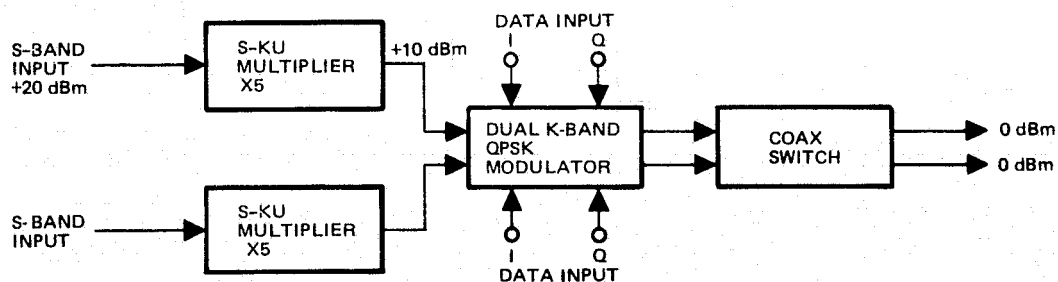 S-BAND
INPUT
+20 dBm
S-KU
MULTIPLIER
X5
+10 dBm
DATA INPUT
I
Q
DUAL K-BAND
QPSK
MODULATOR
COAX
SWITCH
0 dBm
0 dBm
S-BAND
INPUT
S-KU
MULTIPLIER
X5
I
Q
DATA INPUT